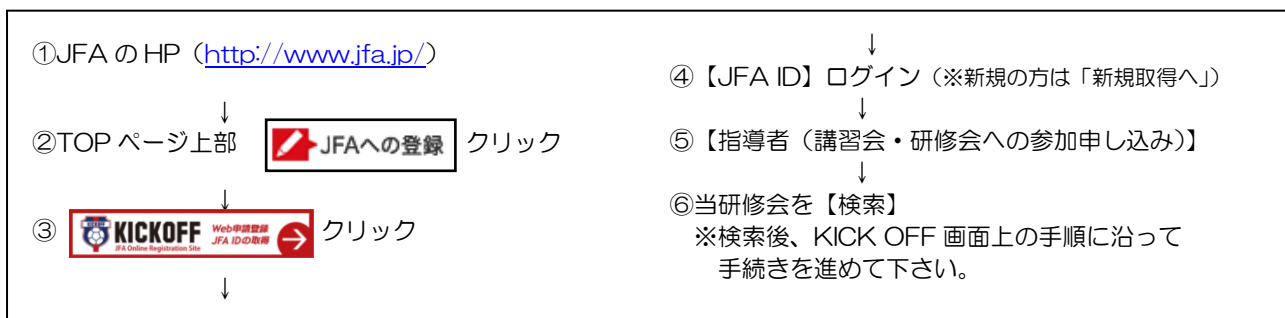 ①JFA の HP（http://www.jfa.jp/）
↓
②TOP ページ上部 JFAへの登録 クリック
↓
③ KICKOFF JFA Online Registration Site Web申請登録 JFA IDの取得 クリック
↓
↓
④【JFA ID】ログイン（※新規の方は「新規取得へ」）
↓
⑤【指導者（講習会・研修会への参加申し込み）】
↓
⑥当研修会を【検索】
※検索後、KICK OFF 画面上の手順に沿って
手続きを進めて下さい。